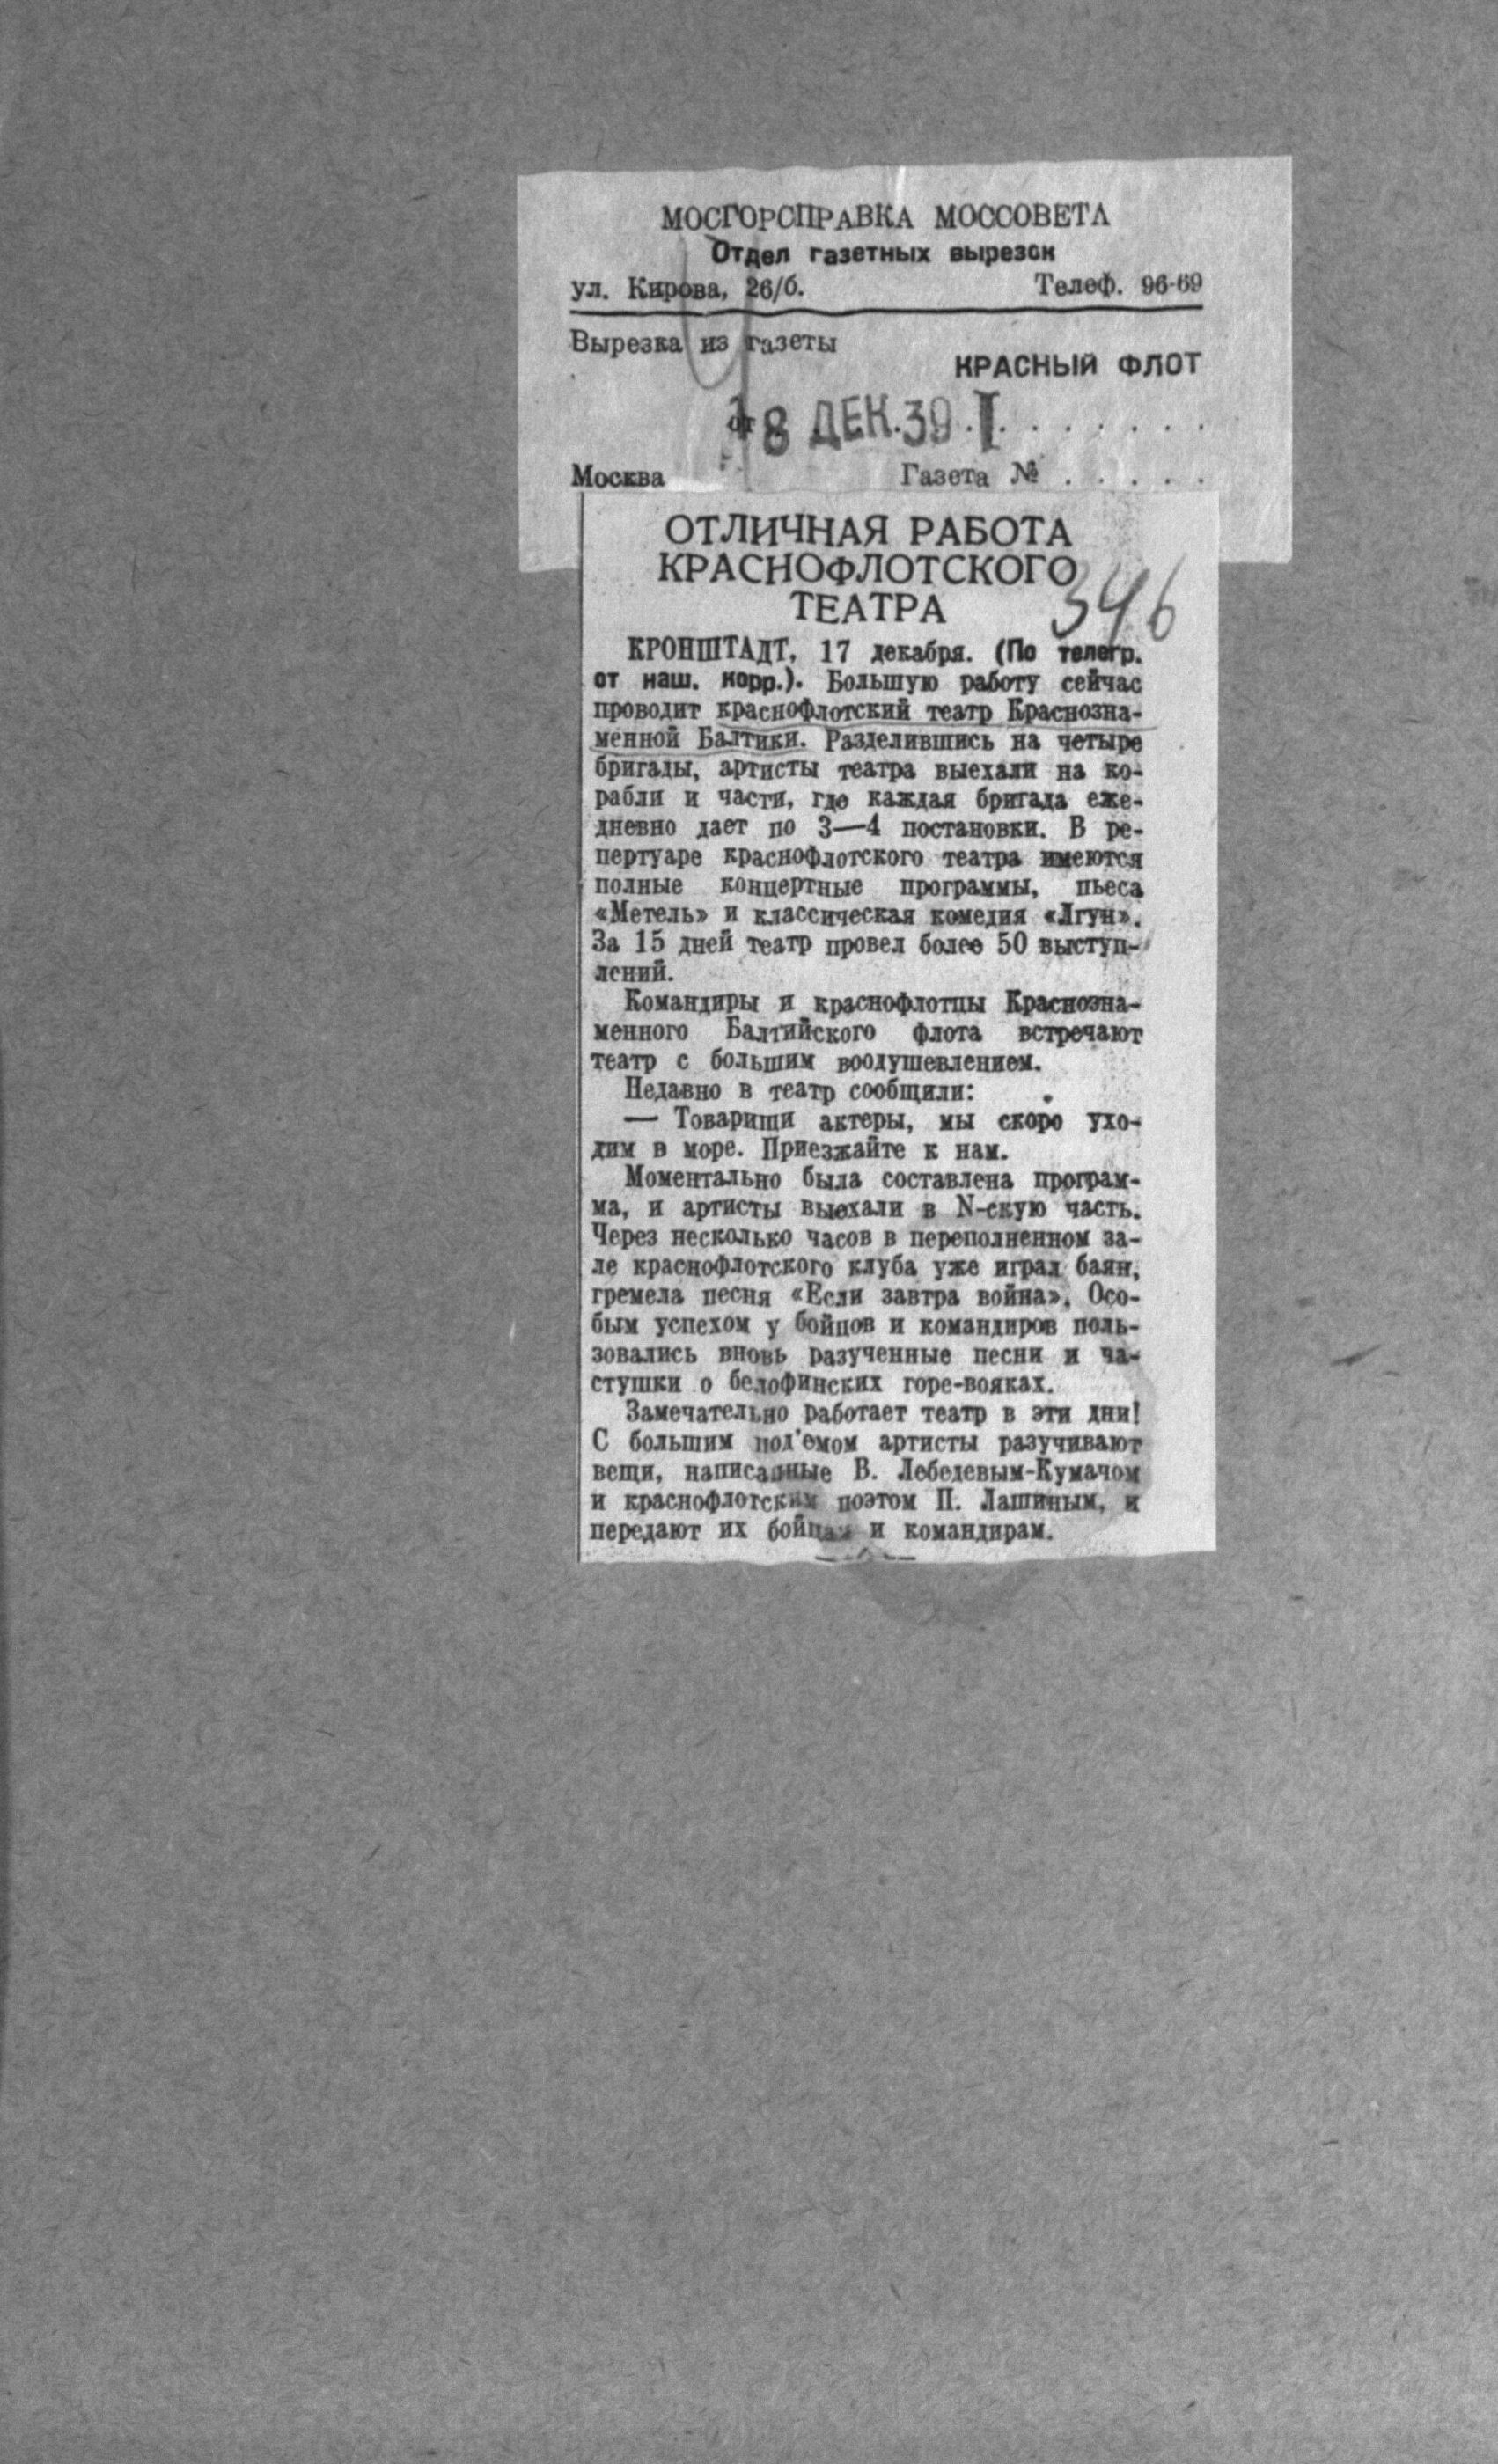 МОСГОРСПРАВКА МОССОВЕТА
Отдел газетных вырезок
ул. Кирова, 26/б. Телеф. 96-69
Вырезка из газеты
КРАСНЫЙ ФЛОТ
от 18 ДЕК. 39 . . . . . . . . .
Москва Газета № . . . . .
ОТЛИЧНАЯ РАБОТА
КРАСНОФЛОТСКОГО
ТЕАТРА
346
КРОНШТАДТ, 17 декабря. (По телегр.
от наш. корр.). Большую работу сейчас
проводит краснофлотский театр Краснозна-
менной Балтики. Разделившись на четыре
бригады, артисты театра выехали на ко-
рабли и части, где каждая бригада еже-
дневно дает по 3—4 постановки. В ре-
пертуаре краснофлотского театра имеются
полные концертные программы, пьеса
«Метель» и классическая комедия «Лгун».
За 15 дней театр провел более 50 выступ-
лений.
Командиры и краснофлотцы Краснозна-
менного Балтийского флота встречают
театр с большим воодушевлением.
Недавно в театр сообщили:
— Товарищи актеры, мы скоро ухо-
дим в море. Приезжайте к нам.
Моментально была составлена програм-
ма, и артисты выехали в N-скую часть.
Через несколько часов в переполненном за-
ле краснофлотского клуба уже играл баян,
гремела песня «Если завтра война». Осо-
бым успехом у бойцов и командиров поль-
зовались вновь разученные песни и ча-
стушки о белофинских горе-вояках.
Замечательно работает театр в эти дни!
С большим под'емом артисты разучивают
вещи, написанные В. Лебедевым-Кумачом
и краснофлотским поэтом П. Лашиным, и
передают их бойцам и командирам.